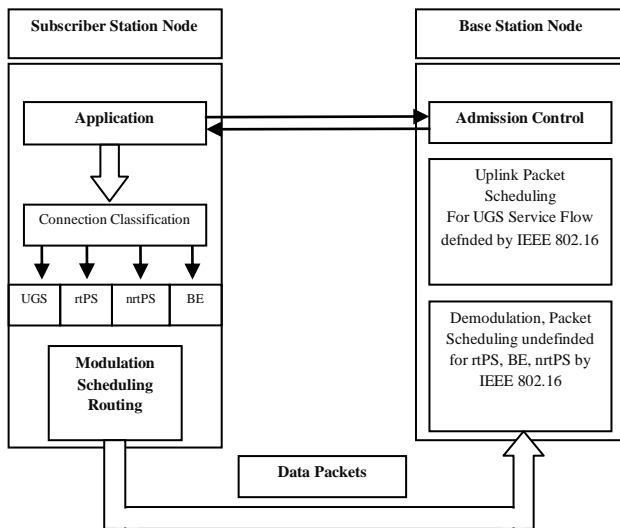 Subscriber Station Node
Base Station Node
Application
Admission Control
Connection Classification
UGS
rtPS
nrtPS
BE
Uplink Packet
Scheduling
For UGS Service Flow
defnded by IEEE 802.16
Modulation
Scheduling
Routing
Demodulation, Packet
Scheduling undefinded
for rtPS, BE, nrtPS by
IEEE 802.16
Data Packets